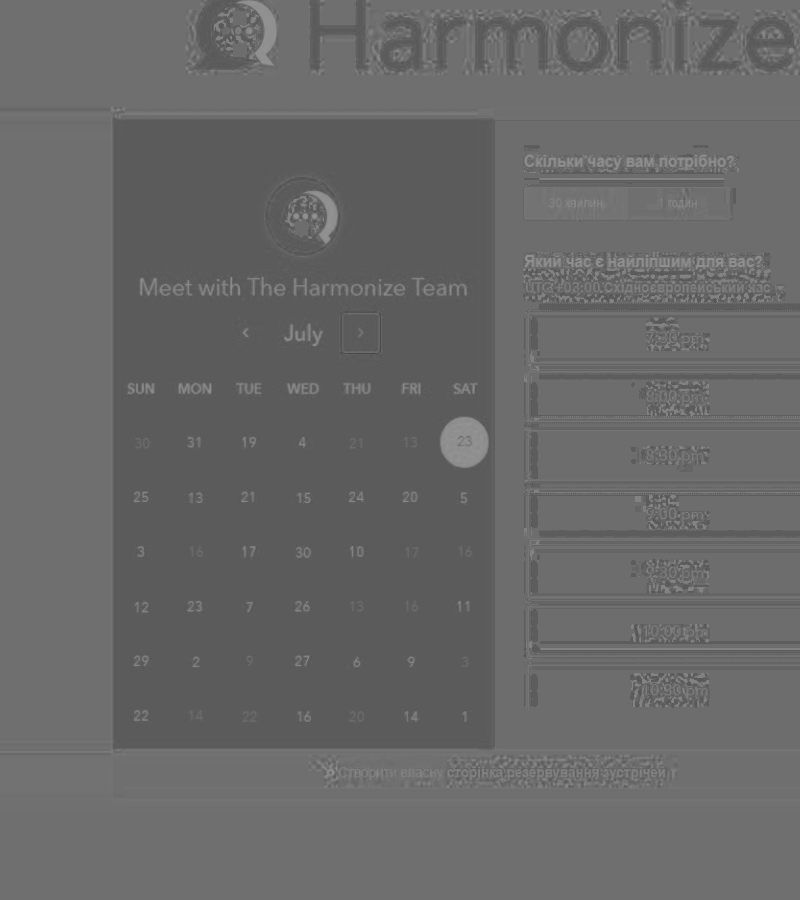 Harmonize
Meet with The Harmonize Team
July
SUN MON TUE WED THU FRI SAT
30 31 19 4 21 13 23
25 13 21 15 24 20 5
3 16 17 30 10 17 16
12 23 7 26 13 16 11
29 2 9 27 6 9 3
22 14 22 16 20 14 1
Скільки часу вам потрібно?
30 хвилин 1 годин
Який час є найліпшим для вас?
UTC+03:00 Східноєвропейський час
7:30 pm
8:00 pm
8:30 pm
9:00 pm
9:30 pm
10:00 pm
10:30 pm
Створити власну сторінка резервування зустрічей